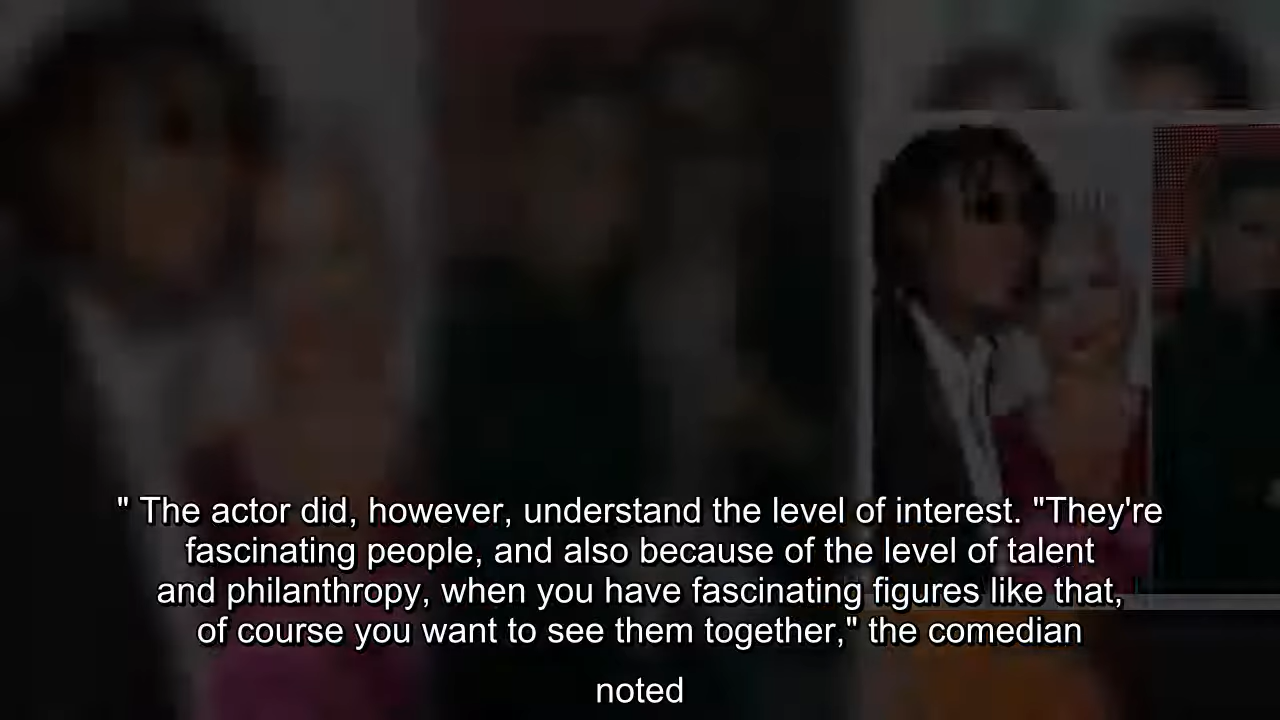 " The actor did, however, understand the level of interest. "They're
fascinating people, and also because of the level of talent
and philanthropy, when you have fascinating figures like that,
of course you want to see them together," the comedian
noted